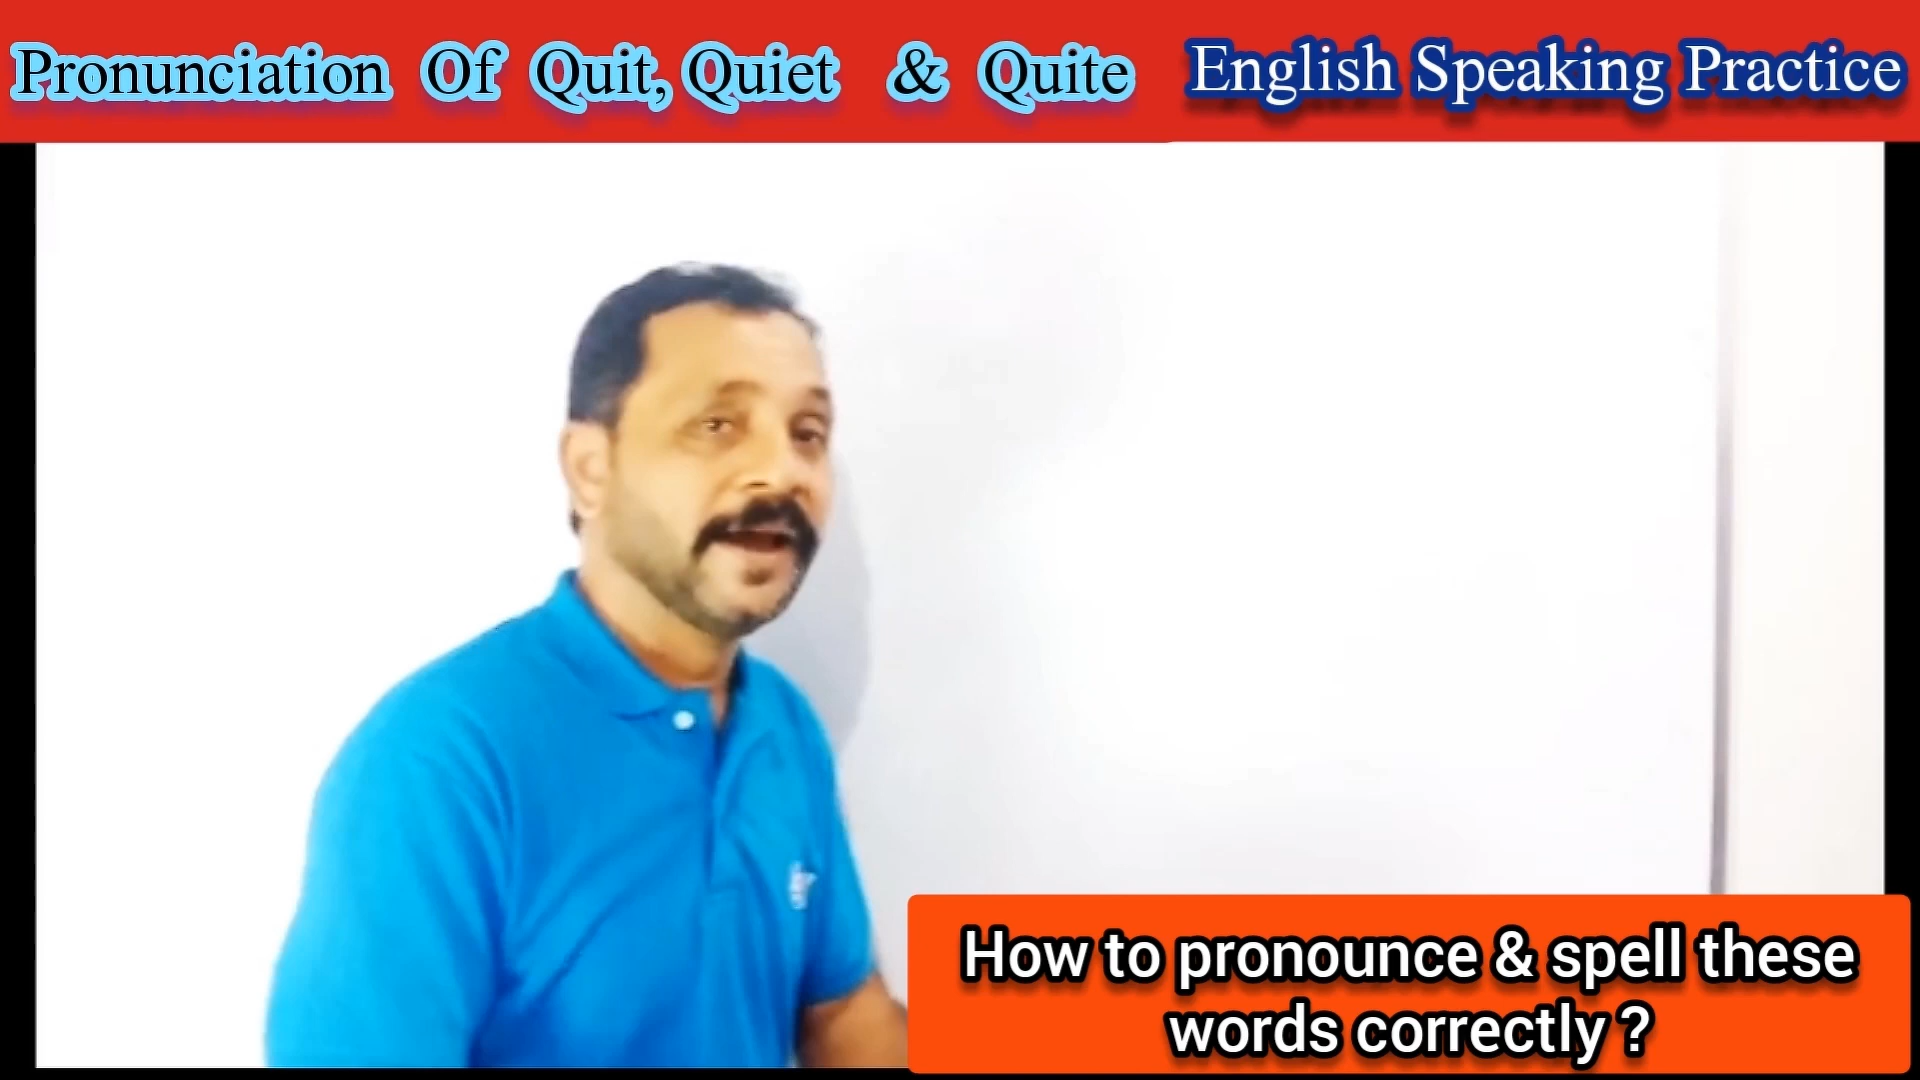 Pronunciation Of Quit, Quiet & Quite English Speaking Practice
How to pronounce & spell these
words correctly ?